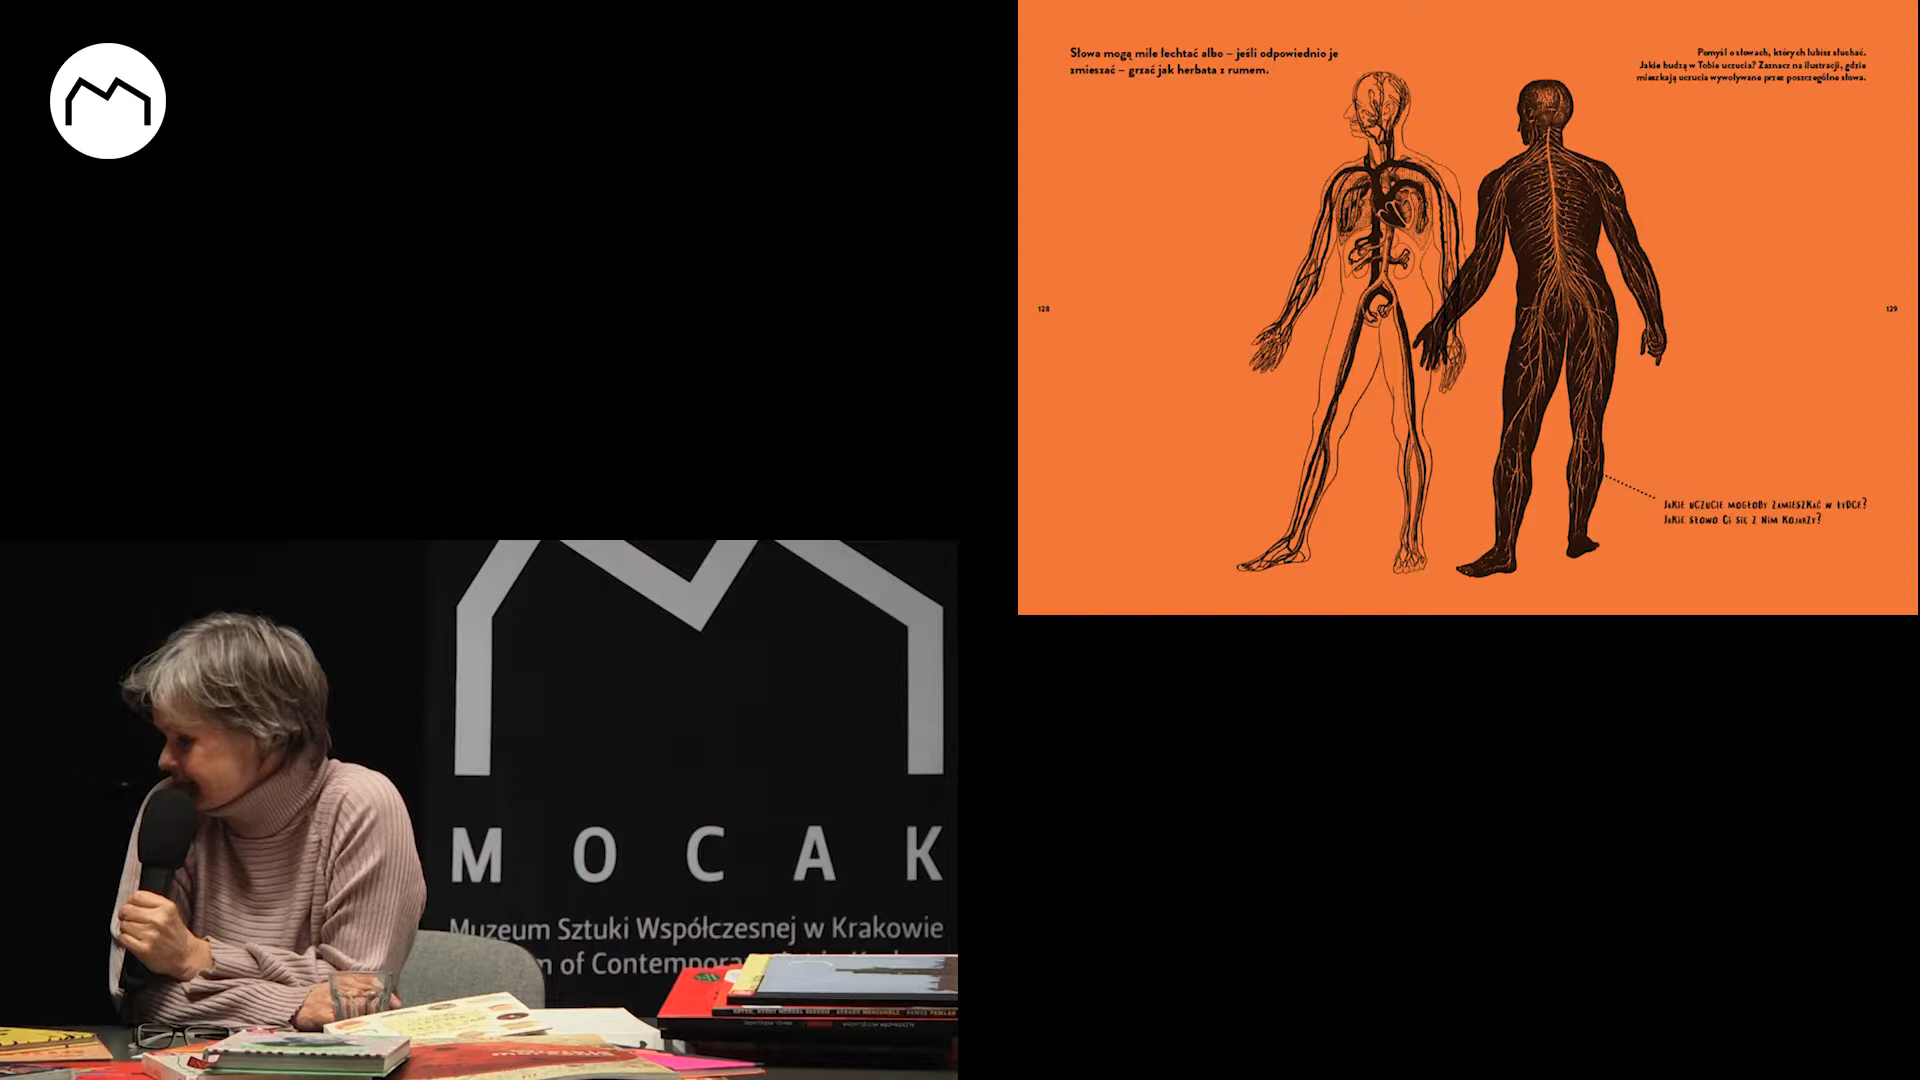 Słowa mogą mile łechtać albo – jeśli odpowiednio je
zmieszać – grzać jak herbata z rumem.
Pomyśl o słowach, których lubisz słuchać.
Jakie budzą w Tobie uczucia? Zaznacz na ilustracji, gdzie
mieszkają uczucia wywoływane przez poszczególne słowa.
128
129
JAKIE UCZUCIE MOGŁOBY ZAMIESZKAĆ W ŁYDCE?
JAKIE SŁOWO CI SIĘ Z NIM KOJARZY?
MOCAK
Muzeum Sztuki Współczesnej w Krakowie
of Contemporary